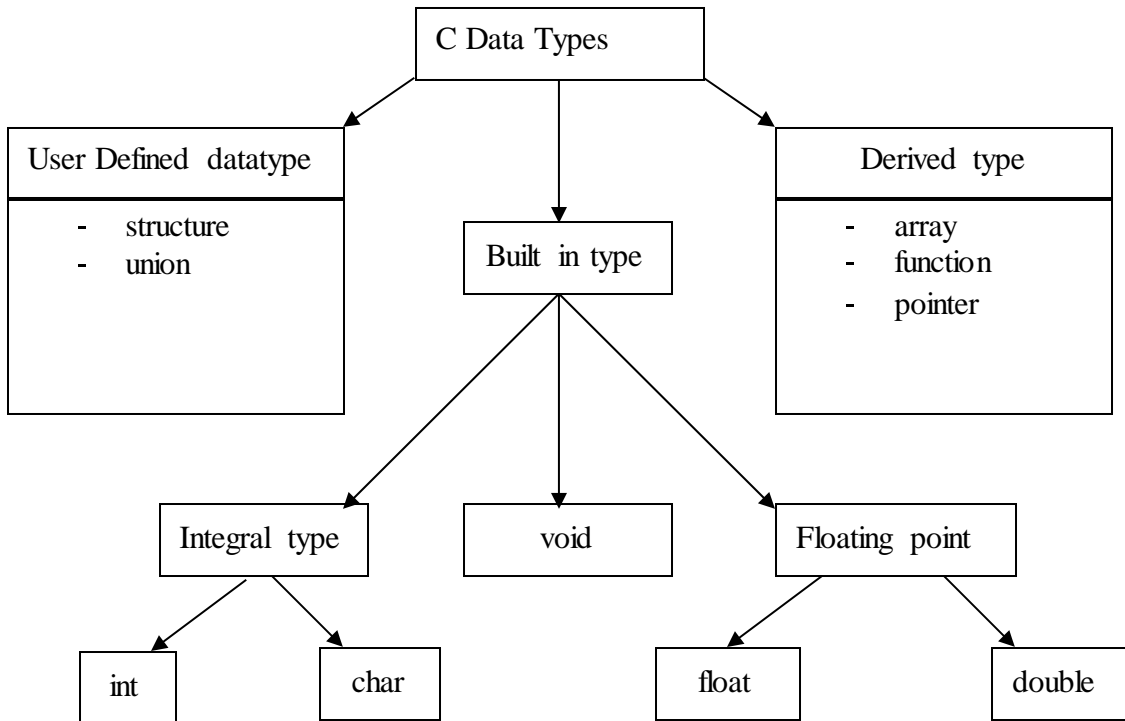 C Data Types
User Defined datatype
- structure
- union
Built in type
Derived type
- array
- function
- pointer
Integral type
void
Floating point
int
char
float
double